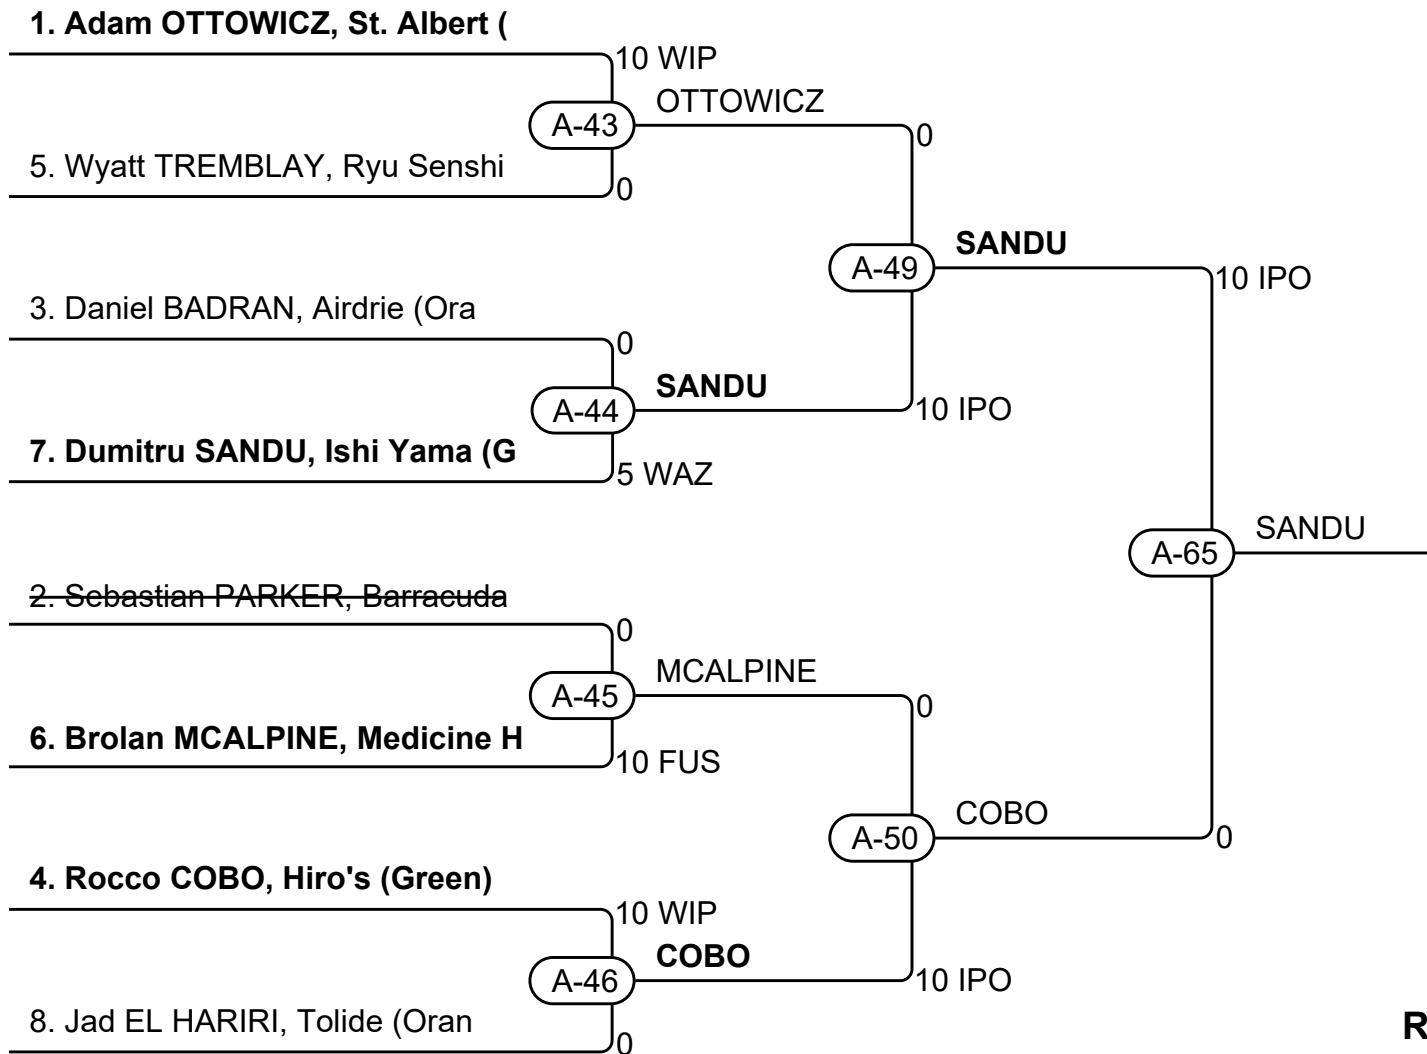 1. Adam OTTOWICZ, St. Albert (
10 WIP
OTTOWICZ
A-43
0
5. Wyatt TREMBLAY, Ryu Senshi
0
SANDU
A-49
10 IPO
3. Daniel BADRAN, Airdrie (Ora
0
SANDU
A-44
10 IPO
7. Dumitru SANDU, Ishi Yama (G
5 WAZ
SANDU
A-65
2. Sebastian PARKER, Barracuda
0
MCALPINE
A-45
0
6. Brolan MCALPINE, Medicine H
10 FUS
COBO
A-50
0
4. Rocco COBO, Hiro's (Green)
10 WIP
COBO
A-46
10 IPO
8. Jad EL HARIRI, Tolide (Oran
0
R